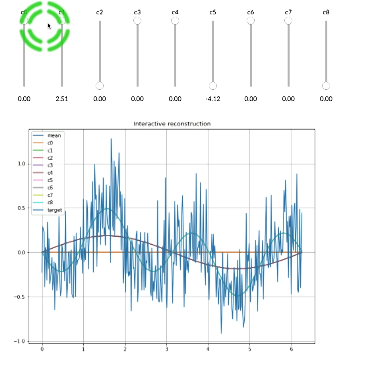 c2 c3 c4 c5 c6 c7 c8
0.00 2.51 0.00 0.00 0.00 -4.12 0.00 0.00 0.00
Interactive reconstruction
mean
c0
c1
c2
c3
c4
c5
c6
c7
c8
target
1.0
0.5
0.0
−0.5
−1.0
0 1 2 3 4 5 6